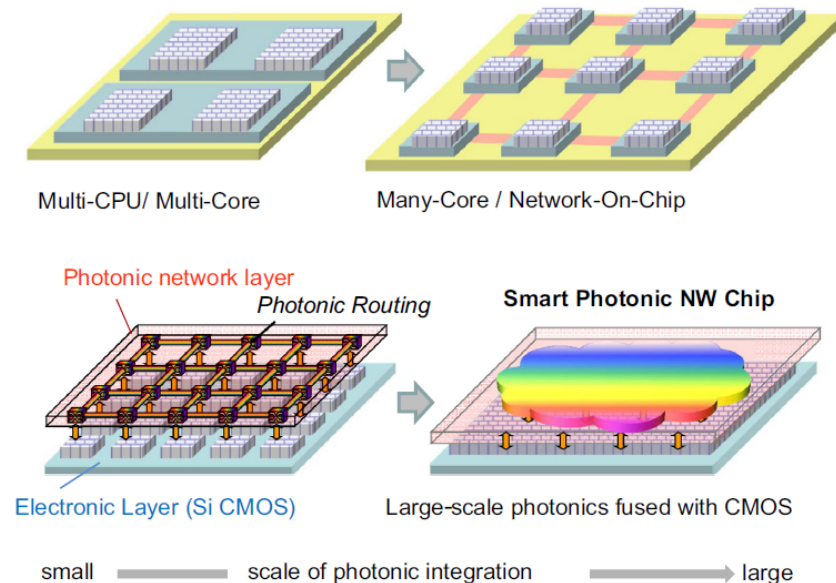 Multi-CPU/ Multi-Core
Many-Core / Network-On-Chip
Photonic network layer
Photonic Routing
Smart Photonic NW Chip
Electronic Layer (Si CMOS)
Large-scale photonics fused with CMOS
small
scale of photonic integration
large